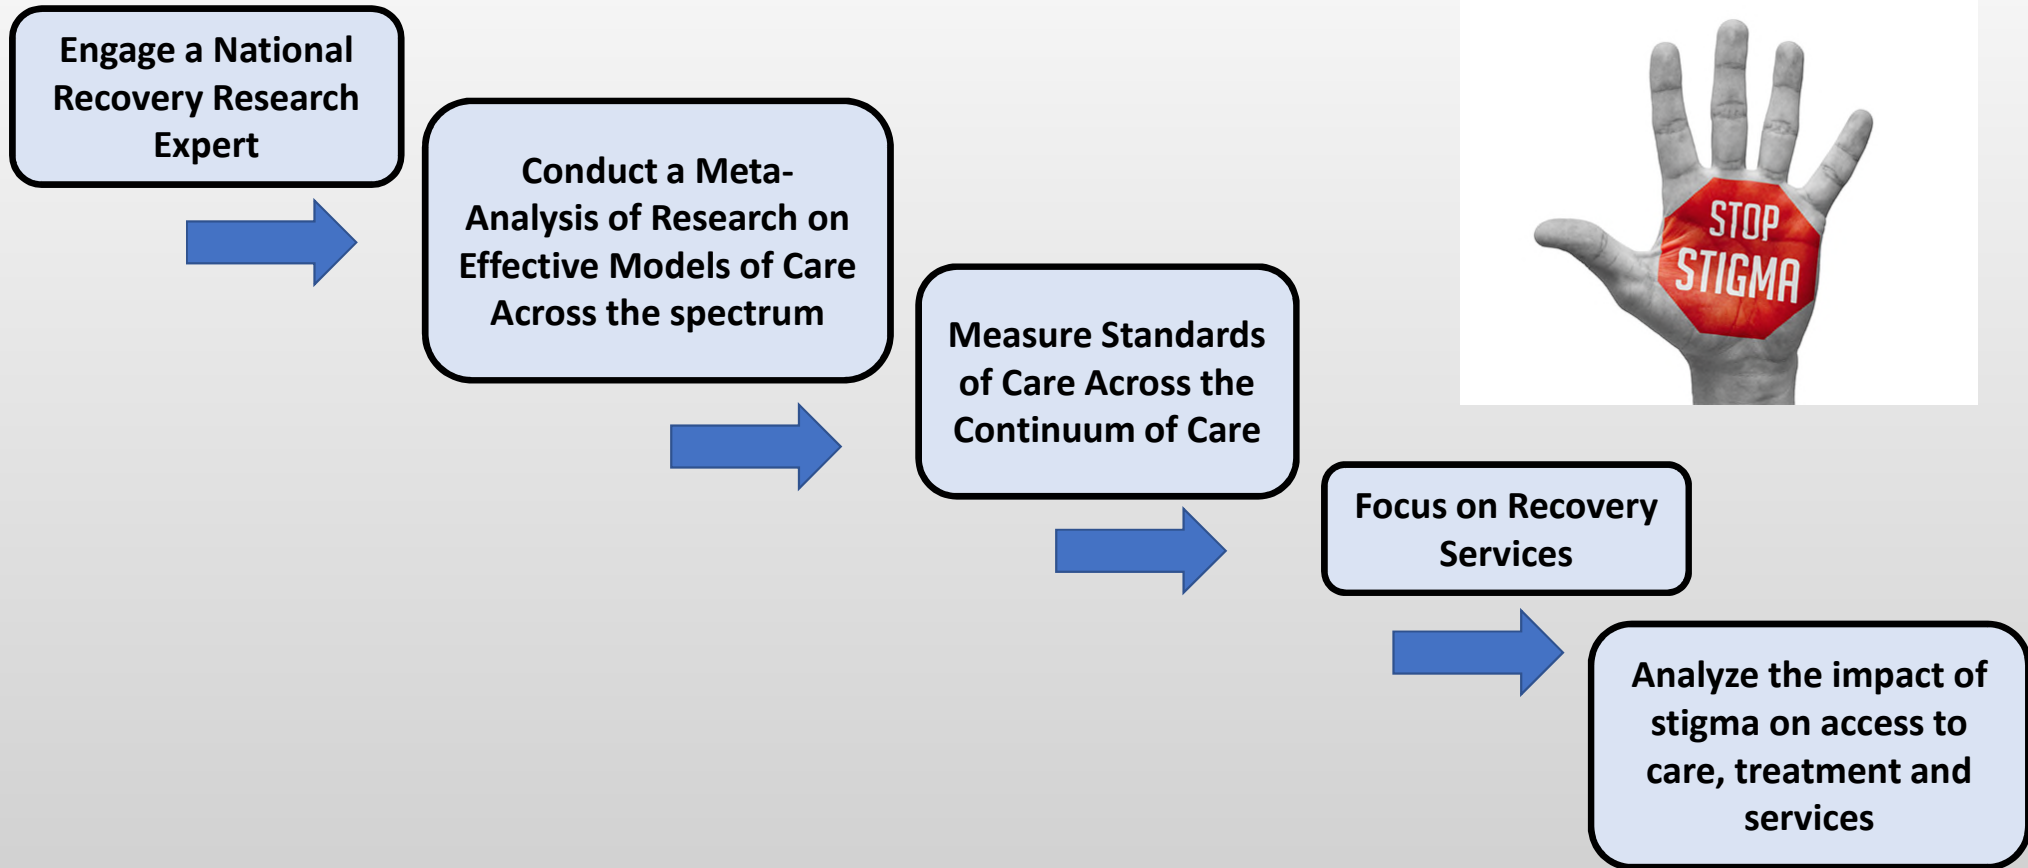 Engage a National
Recovery Research
Expert
Conduct a Meta-
Analysis of Research on
Effective Models of Care
Across the spectrum
Measure Standards
of Care Across the
Continuum of Care
Focus on Recovery
Services
Analyze the impact of
stigma on access to
care, treatment and
services
STOP
STIGMA